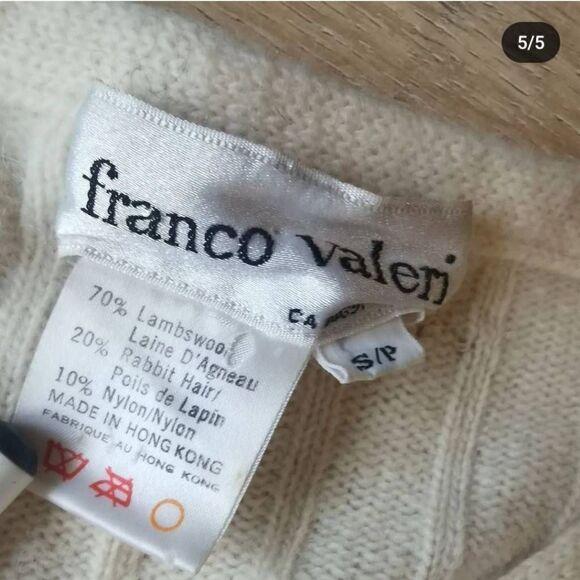 5/5
franco valeri
CA
S/P
70% Lambswool
Laine D'Agneau
20% Rabbit Hair/
Poils de Lapin
10% Nylon/Nylon
MADE IN HONG KONG
FABRIQUE AU HONG KONG